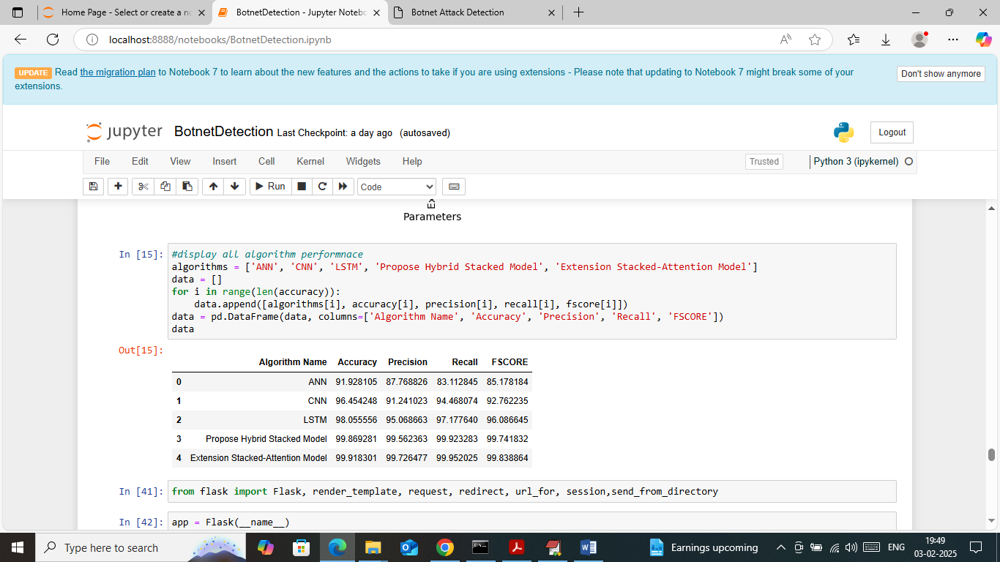 Home Page - Select or create a no
BotnetDetection - Jupyter Notebo
Botnet Attack Detection
localhost:8888/notebooks/BotnetDetection.ipynb
UPDATE Read the migration plan to Notebook 7 to learn about the new features and the actions to take if you are using extensions - Please note that updating to Notebook 7 might break some of your
extensions.
Don't show anymore
jupyter BotnetDetection Last Checkpoint: a day ago (autosaved)
Logout
File Edit View Insert Cell Kernel Widgets Help
Trusted
Python 3 (ipykernel)
Run
Code
Parameters
In [15]: #display all algorithm performnace
algorithms = ['ANN', 'CNN', 'LSTM', 'Propose Hybrid Stacked Model', 'Extension Stacked-Attention Model']
data = []
for i in range(len(accuracy)):
    data.append([algorithms[i], accuracy[i], precision[i], recall[i], fscore[i]])
data = pd.DataFrame(data, columns=['Algorithm Name', 'Accuracy', 'Precision', 'Recall', 'FSCORE'])
data
Out[15]:
Algorithm Name Accuracy Precision Recall FSCORE
0 ANN 91.928105 87.768826 83.112845 85.178184
1 CNN 96.454248 91.241023 94.468074 92.762235
2 LSTM 98.055556 95.068663 97.177640 96.086645
3 Propose Hybrid Stacked Model 99.869281 99.562363 99.923283 99.741832
4 Extension Stacked-Attention Model 99.918301 99.726477 99.952025 99.838864
In [41]: from flask import Flask, render_template, request, redirect, url_for, session,send_from_directory
In [42]: app = Flask(__name__)
Type here to search
Earnings upcoming
ENG
19:49
03-02-2025